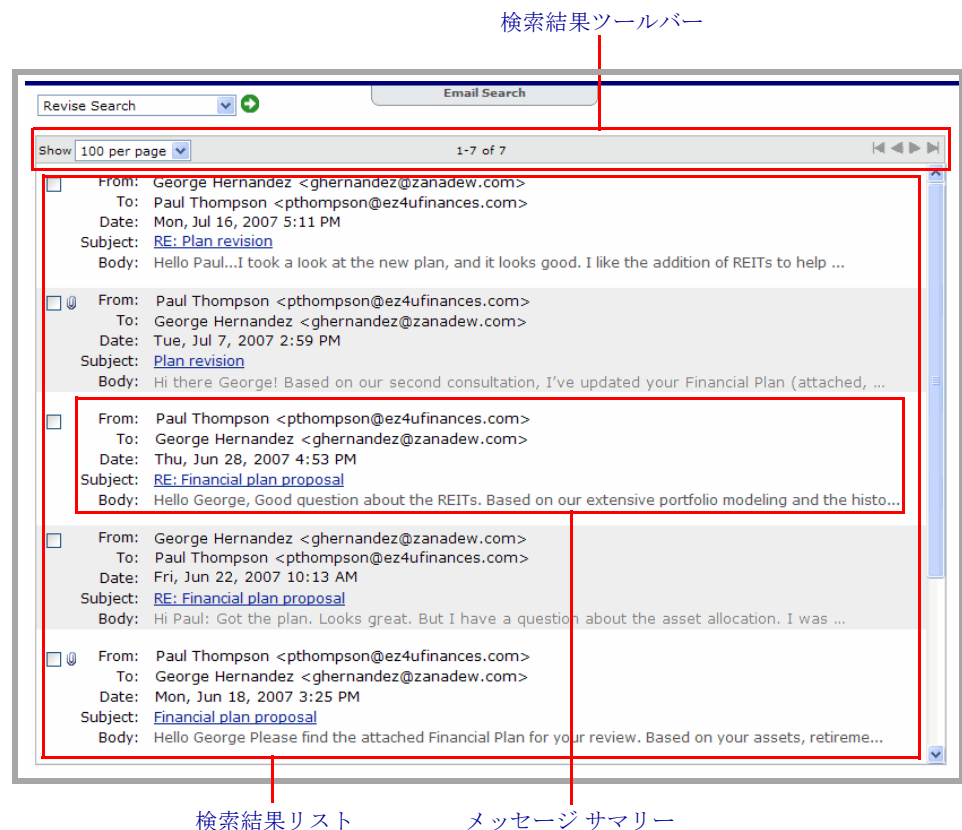 検索結果ツールバー
Email Search
Revise Search
Show 100 per page 1-7 of 7
From: George Hernandez <ghernandez@zanadew.com>
To: Paul Thompson <pthompson@ez4ufinances.com>
Date: Mon, Jul 16, 2007 5:11 PM
Subject: RE: Plan revision
Body: Hello Paul...I took a look at the new plan, and it looks good. I like the addition of REITs to help ...
From: Paul Thompson <pthompson@ez4ufinances.com>
To: George Hernandez <ghernandez@zanadew.com>
Date: Tue, Jul 7, 2007 2:59 PM
Subject: Plan revision
Body: Hi there George! Based on our second consultation, I've updated your Financial Plan (attached, ...
From: Paul Thompson <pthompson@ez4ufinances.com>
To: George Hernandez <ghernandez@zanadew.com>
Date: Thu, Jun 28, 2007 4:53 PM
Subject: RE: Financial plan proposal
Body: Hello George, Good question about the REITs. Based on our extensive portfolio modeling and the histo...
From: George Hernandez <ghernandez@zanadew.com>
To: Paul Thompson <pthompson@ez4ufinances.com>
Date: Fri, Jun 22, 2007 10:13 AM
Subject: RE: Financial plan proposal
Body: Hi Paul: Got the plan. Looks great. But I have a question about the asset allocation. I was ...
From: Paul Thompson <pthompson@ez4ufinances.com>
To: George Hernandez <ghernandez@zanadew.com>
Date: Mon, Jun 18, 2007 3:25 PM
Subject: Financial plan proposal
Body: Hello George Please find the attached Financial Plan for your review. Based on your assets, retireme...
検索結果リスト
メッセージ サマリー